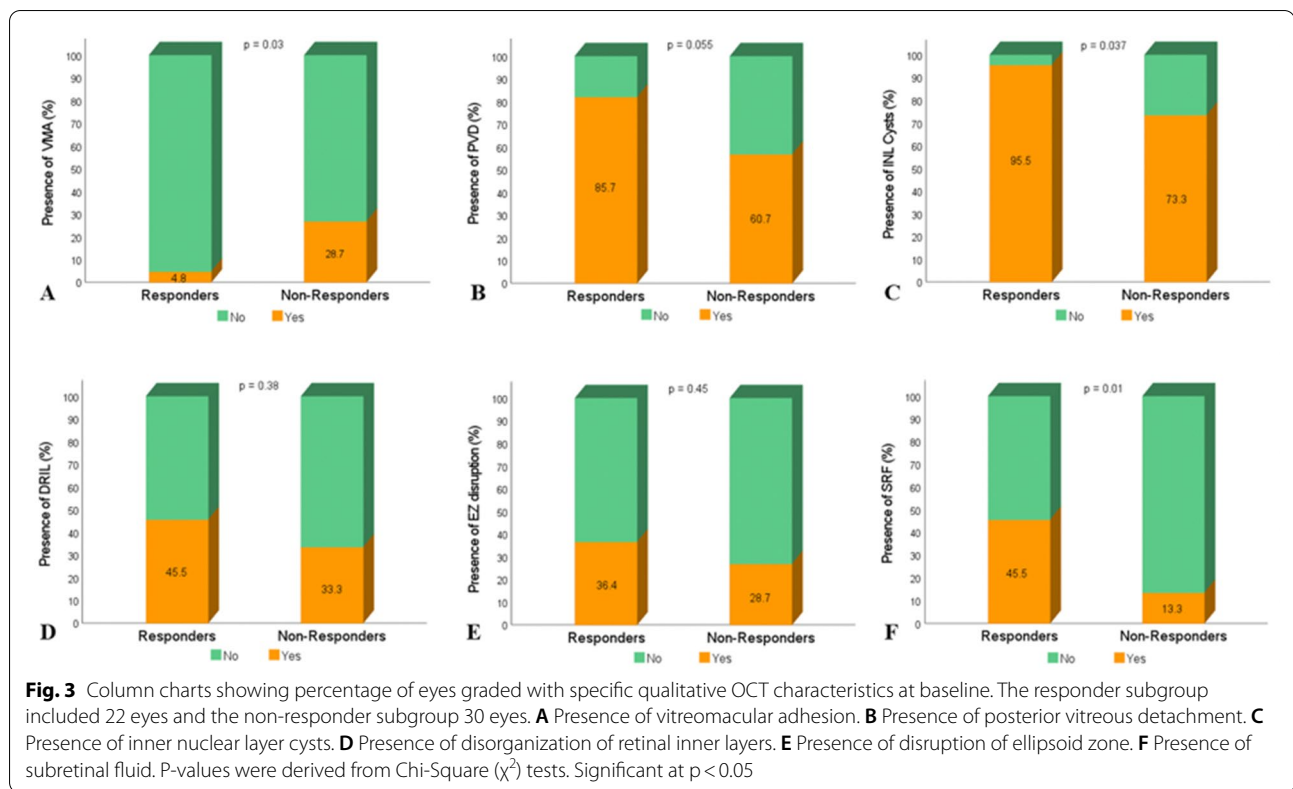 p = 0.03
Presence of VMA (%)
100
90
80
70
60
50
40
30
20
10
0
4.8
28.7
A
Responders
Non-Responders
No
Yes
p = 0.055
Presence of PVD (%)
100
90
80
70
60
50
40
30
20
10
0
85.7
60.7
B
Responders
Non-Responders
No
Yes
p = 0.037
Presence of INL Cysts (%)
100
90
80
70
60
50
40
30
20
10
0
95.5
73.3
C
Responders
Non-Responders
No
Yes
p = 0.38
Presence of DRIL (%)
100
90
80
70
60
50
40
30
20
10
0
45.5
33.3
D
Responders
Non-Responders
No
Yes
p = 0.45
Presence of EZ disruption (%)
100
90
80
70
60
50
40
30
20
10
0
36.4
28.7
E
Responders
Non-Responders
No
Yes
p = 0.01
Presence of SRF (%)
100
90
80
70
60
50
40
30
20
10
0
45.5
13.3
F
Responders
Non-Responders
No
Yes
Fig. 3 Column charts showing percentage of eyes graded with specific qualitative OCT characteristics at baseline. The responder subgroup
included 22 eyes and the non-responder subgroup 30 eyes. A Presence of vitreomacular adhesion. B Presence of posterior vitreous detachment. C
Presence of inner nuclear layer cysts. D Presence of disorganization of retinal inner layers. E Presence of disruption of ellipsoid zone. F Presence of
subretinal fluid. P-values were derived from Chi-Square (χ²) tests. Significant at p < 0.05